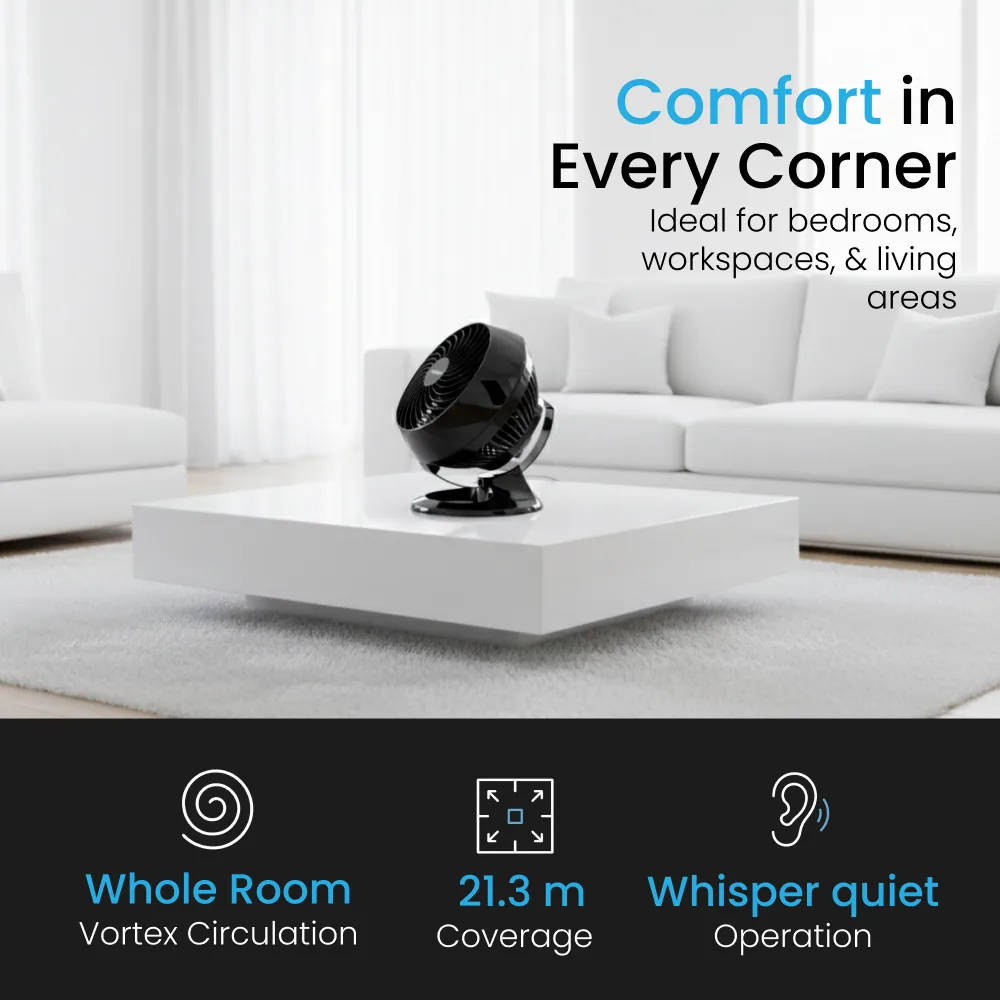 Comfort in
Every Corner
Ideal for bedrooms,
workspaces, & living
areas
Whole Room
Vortex Circulation
21.3 m
Coverage
Whisper quiet
Operation